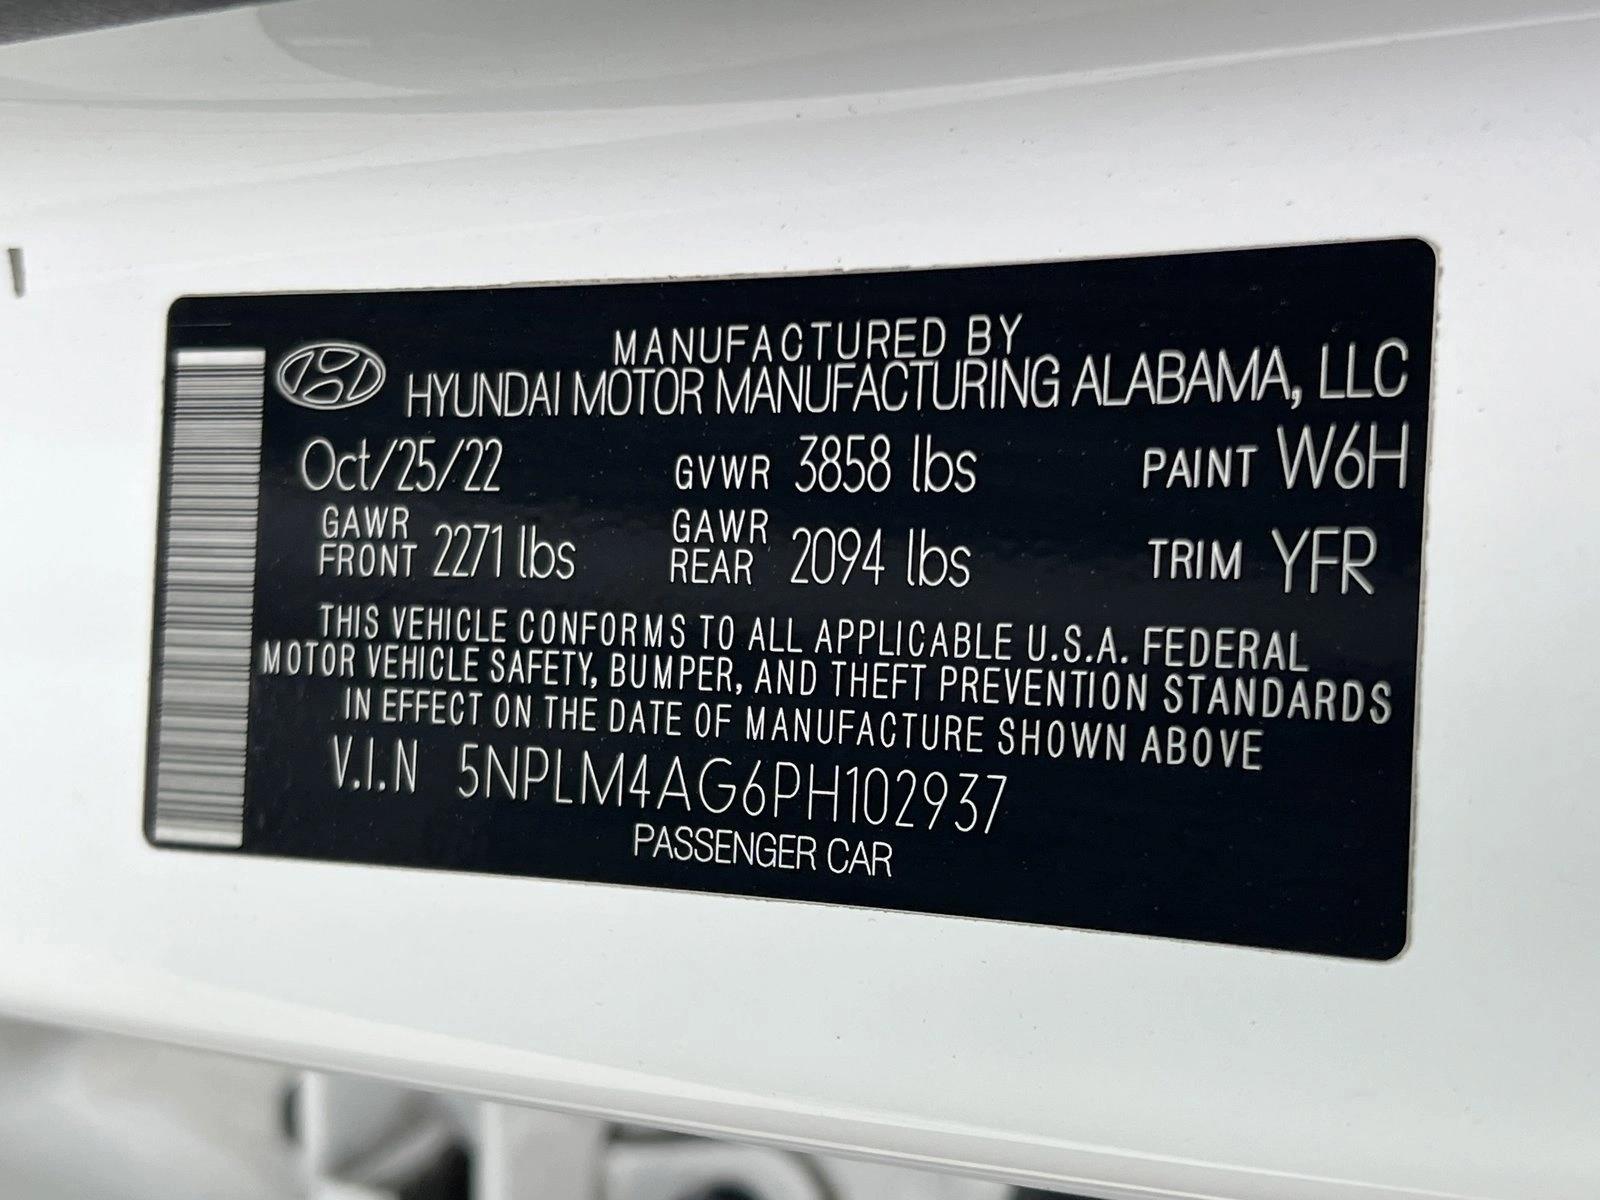 MANUFACTURED BY
HYUNDAI MOTOR MANUFACTURING ALABAMA, LLC
Oct/25/22 GVWR 3858 lbs PAINT W6H
GAWR FRONT 2271 lbs GAWR REAR 2094 lbs TRIM YFR
THIS VEHICLE CONFORMS TO ALL APPLICABLE U.S.A. FEDERAL
MOTOR VEHICLE SAFETY, BUMPER, AND THEFT PREVENTION STANDARDS
IN EFFECT ON THE DATE OF MANUFACTURE SHOWN ABOVE
V.I.N 5NPLM4AG6PH102937
PASSENGER CAR